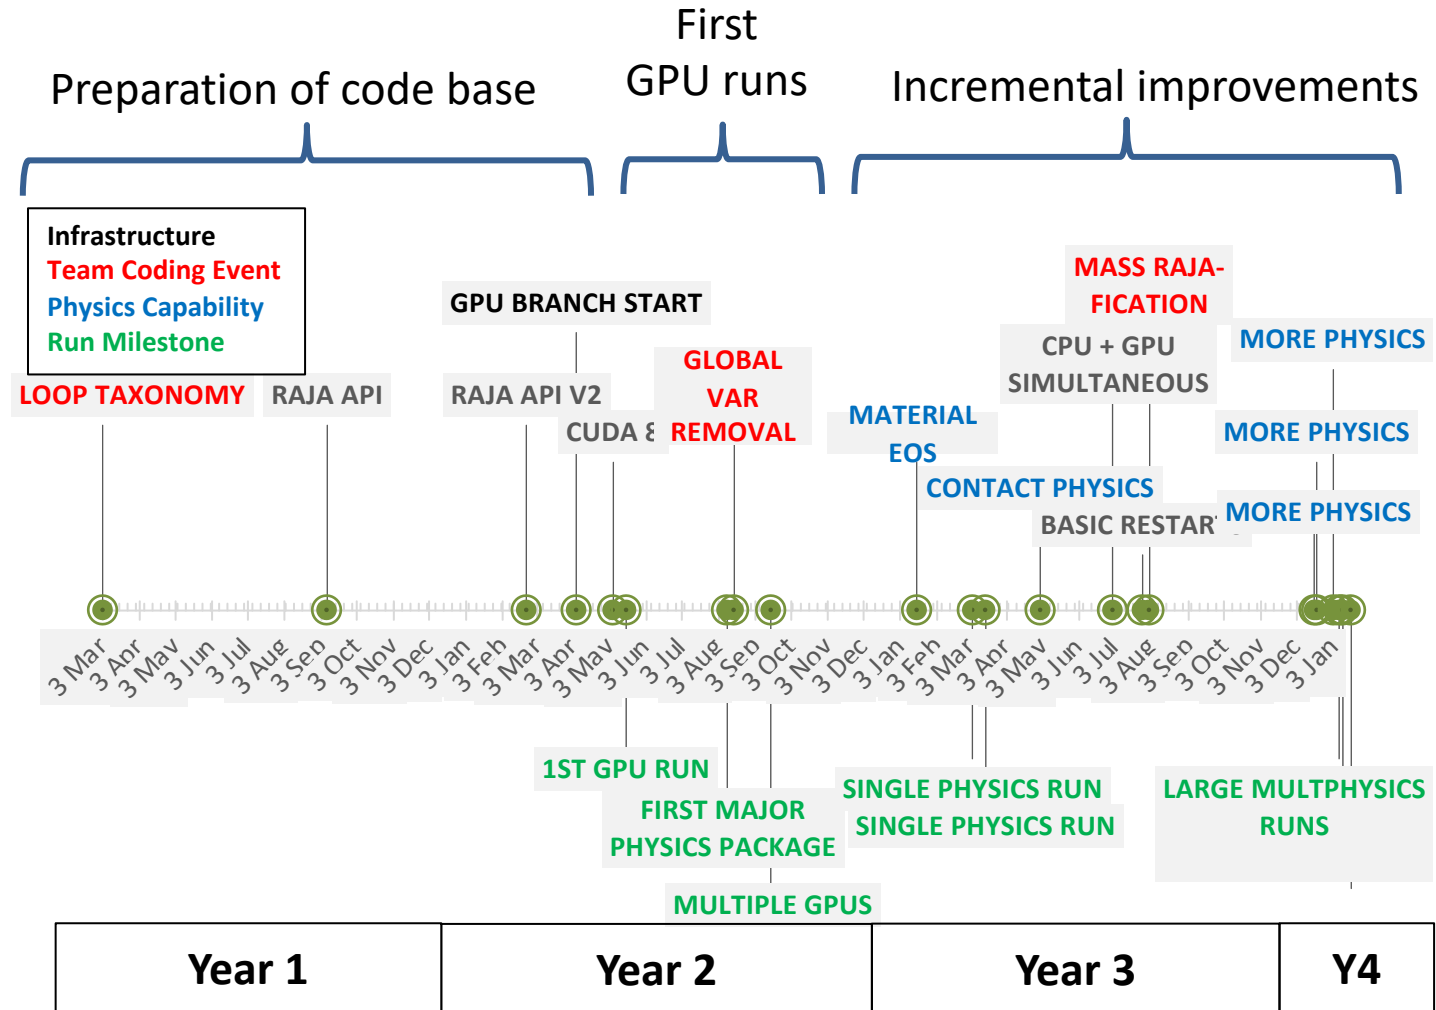 First
GPU runs
Preparation of code base
Incremental improvements
Infrastructure
Team Coding Event
Physics Capability
Run Milestone
MASS RAJA-
FICATION
GPU BRANCH START
CPU + GPU
SIMULTANEOUS
MORE PHYSICS
GLOBAL
VAR
REMOVAL
LOOP TAXONOMY
RAJA API
RAJA API V2
CUDA 8
MATERIAL
EOS
MORE PHYSICS
CONTACT PHYSICS
BASIC RESTART
MORE PHYSICS
3 Mar
3 Apr
3 May
3 Jun
3 Jul
3 Aug
3 Sep
3 Oct
3 Nov
3 Dec
3 Jan
3 Feb
3 Mar
3 Apr
3 May
3 Jun
3 Jul
3 Aug
3 Sep
3 Oct
3 Nov
3 Dec
3 Jan
3 Feb
3 Mar
3 Apr
3 May
3 Jun
3 Jul
3 Aug
3 Sep
3 Oct
3 Nov
3 Dec
3 Jan
1ST GPU RUN
FIRST MAJOR
PHYSICS PACKAGE
MULTIPLE GPUS
SINGLE PHYSICS RUN
SINGLE PHYSICS RUN
LARGE MULTPHYSICS
RUNS
Year 1
Year 2
Year 3
Y4